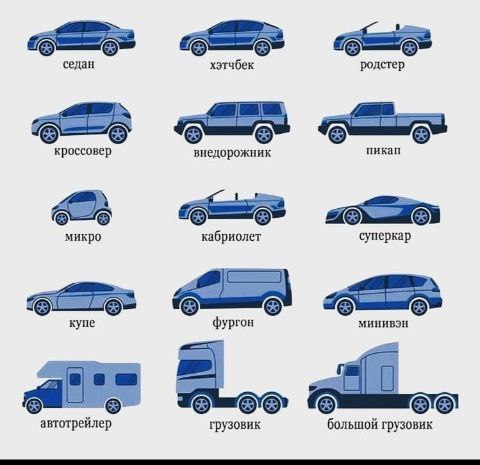 седан
хэтчбек
родстер
кроссовер
внедорожник
пикап
микро
кабриолет
суперкар
купе
фургон
минивэн
автотрейлер
грузовик
большой грузовик